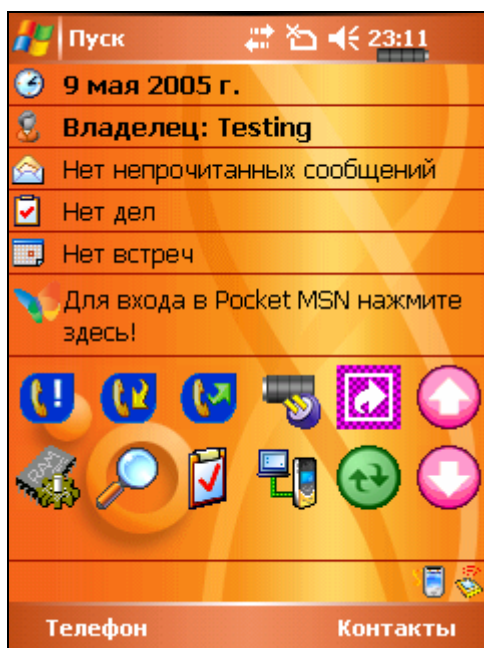 Пуск 23:11
9 мая 2005 г.
Владелец: Testing
Нет непрочитанных сообщений
Нет дел
Нет встреч
Для входа в Pocket MSN нажмите
здесь!
RAM
Телефон Контакты